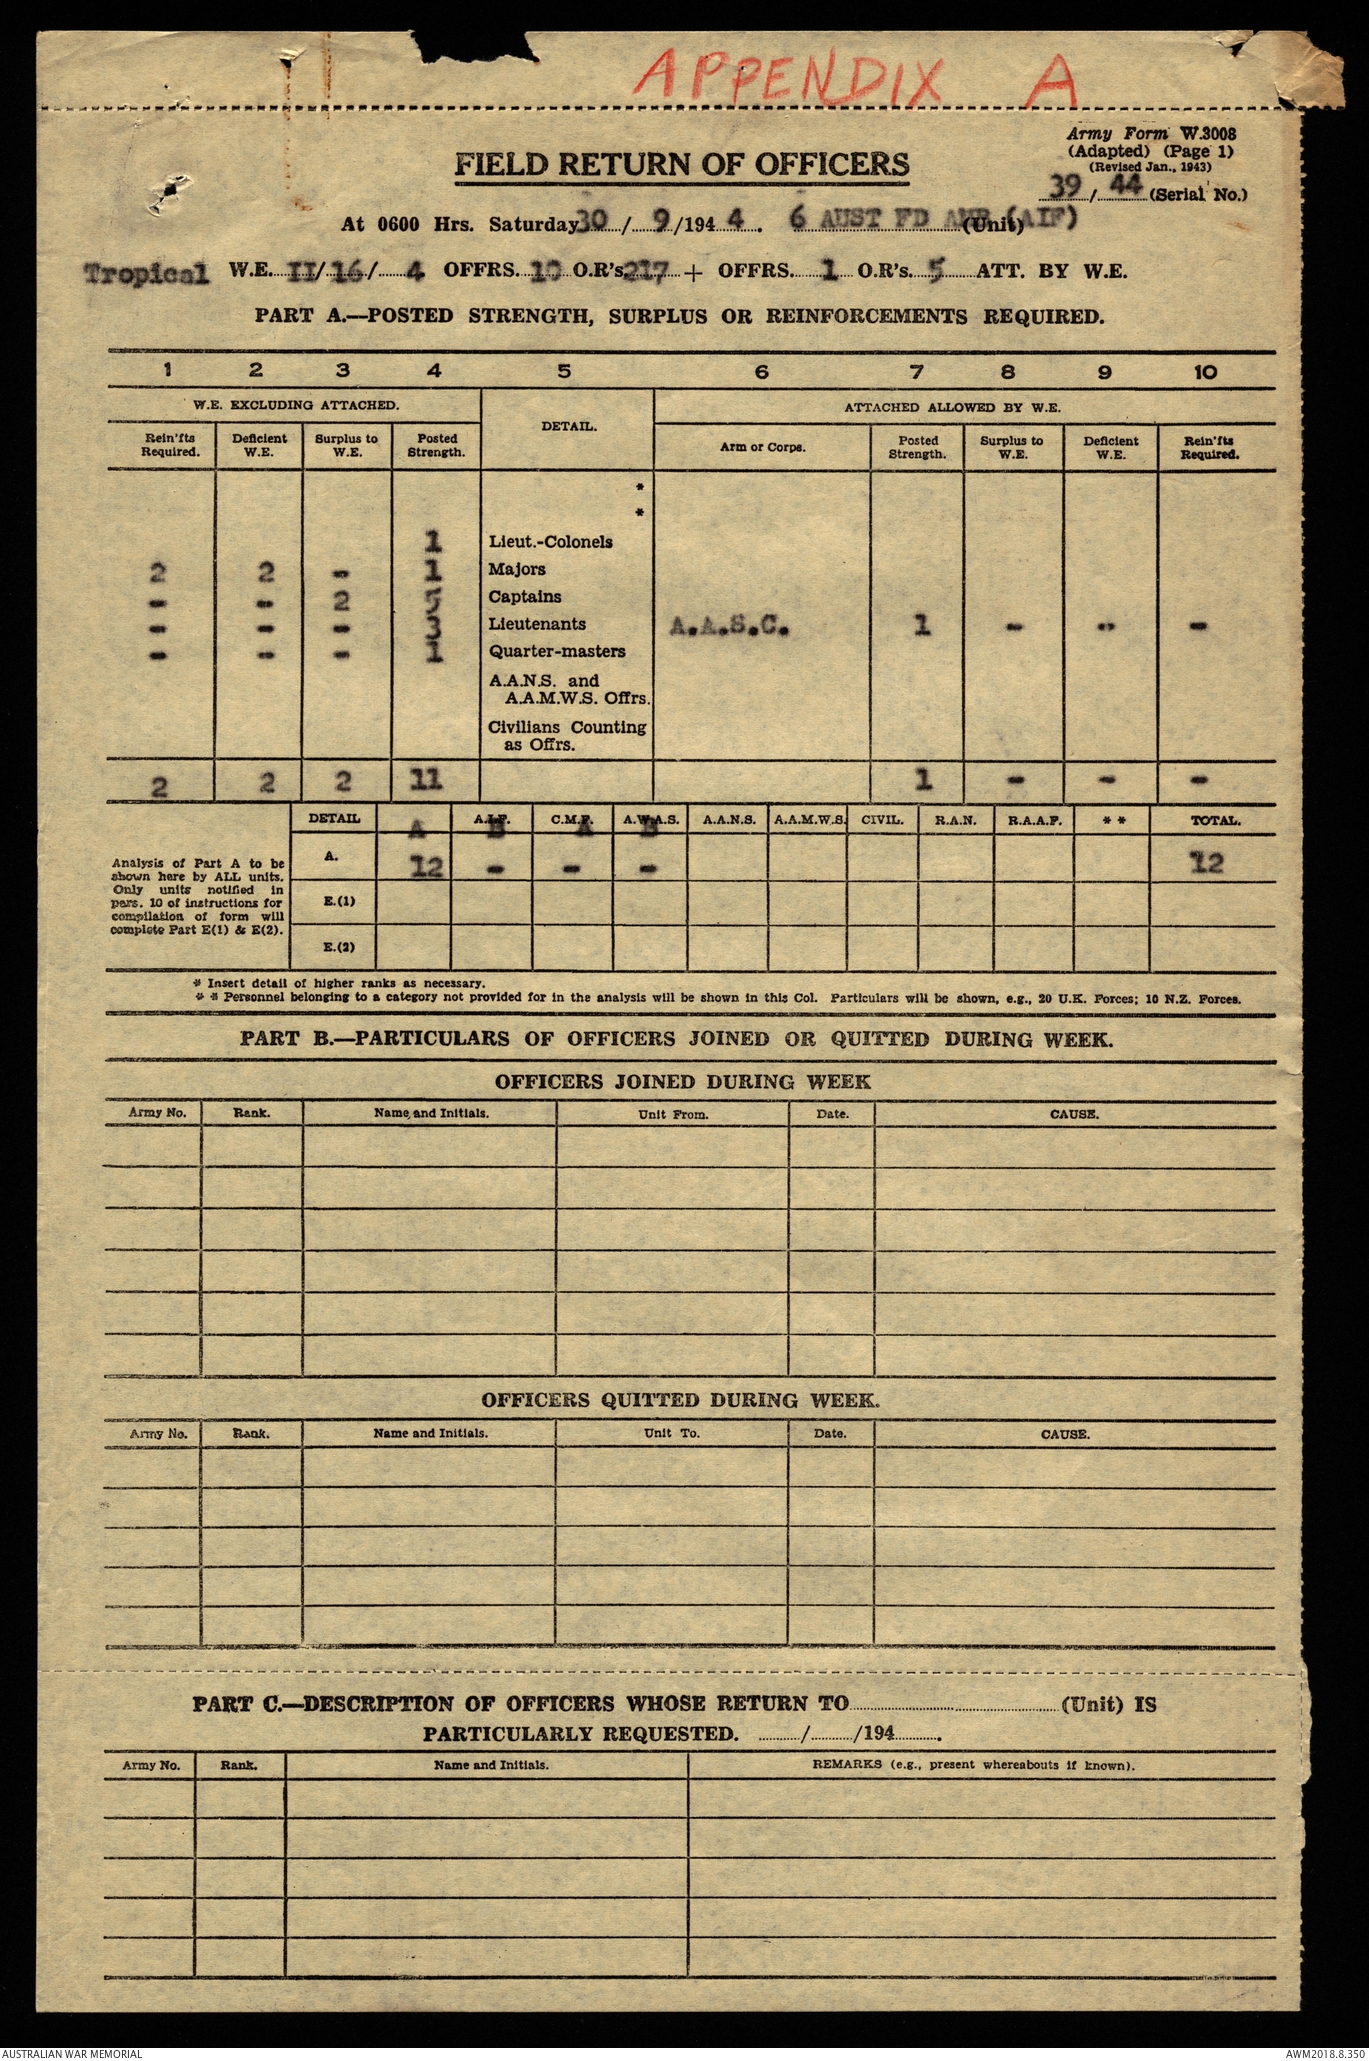 APPENDIX A
Army Form W.3008
(Adapted) (Page 1)
(Revised Jan., 1943)
FIELD RETURN OF OFFICERS
39 / 44 (Serial No.)
At 0600 Hrs. Saturday 30 / 9 /194 4 . 6 AUST FD AMB (AIF) (Unit)
Tropical W.E. II/ 16 / 4 OFFRS. 10 O.R's 217 + OFFRS. 1 O.R's. 5 ATT. BY W.E.
PART A.—POSTED STRENGTH, SURPLUS OR REINFORCEMENTS REQUIRED.
1 2 3 4 5 6 7 8 9 10
W.E. EXCLUDING ATTACHED. DETAIL. ATTACHED ALLOWED BY W.E.
Rein'fts Required. Deficient W.E. Surplus to W.E. Posted Strength. Arm or Corps. Posted Strength. Surplus to W.E. Deficient W.E. Rein'fts Required.
*
*
1 Lieut.-Colonels
2 2 - 1 Majors
- - 2 5 Captains
- - - 3 Lieutenants A.A.S.C. 1 - - -
- - - 1 Quarter-masters
A.A.N.S. and
A.A.M.W.S. Offrs.
Civilians Counting
as Offrs.
2 2 2 11 1 - - -
DETAIL A A.I.F. B C.M.F. A A.W.A.S. B A.A.N.S. A.A.M.W.S. CIVIL. R.A.N. R.A.A.F. * * TOTAL.
Analysis of Part A to be
shown here by ALL units.
Only units notified in
para. 10 of instructions for
compilation of form will
complete Part E(1) & E(2).
A. 12 - - - 12
E.(1)
E.(2)
* Insert detail of higher ranks as necessary.
* * Personnel belonging to a category not provided for in the analysis will be shown in this Col. Particulars will be shown, e.g., 20 U.K. Forces; 10 N.Z. Forces.
PART B.—PARTICULARS OF OFFICERS JOINED OR QUITTED DURING WEEK.
OFFICERS JOINED DURING WEEK
Army No. Rank. Name and Initials. Unit From. Date. CAUSE.
OFFICERS QUITTED DURING WEEK.
Army No. Rank. Name and Initials. Unit To. Date. CAUSE.
PART C.—DESCRIPTION OF OFFICERS WHOSE RETURN TO (Unit) IS
PARTICULARLY REQUESTED. / /194 .
Army No. Rank. Name and Initials. REMARKS (e.g., present whereabouts if known).
AUSTRALIAN WAR MEMORIAL AWM2018.8.350